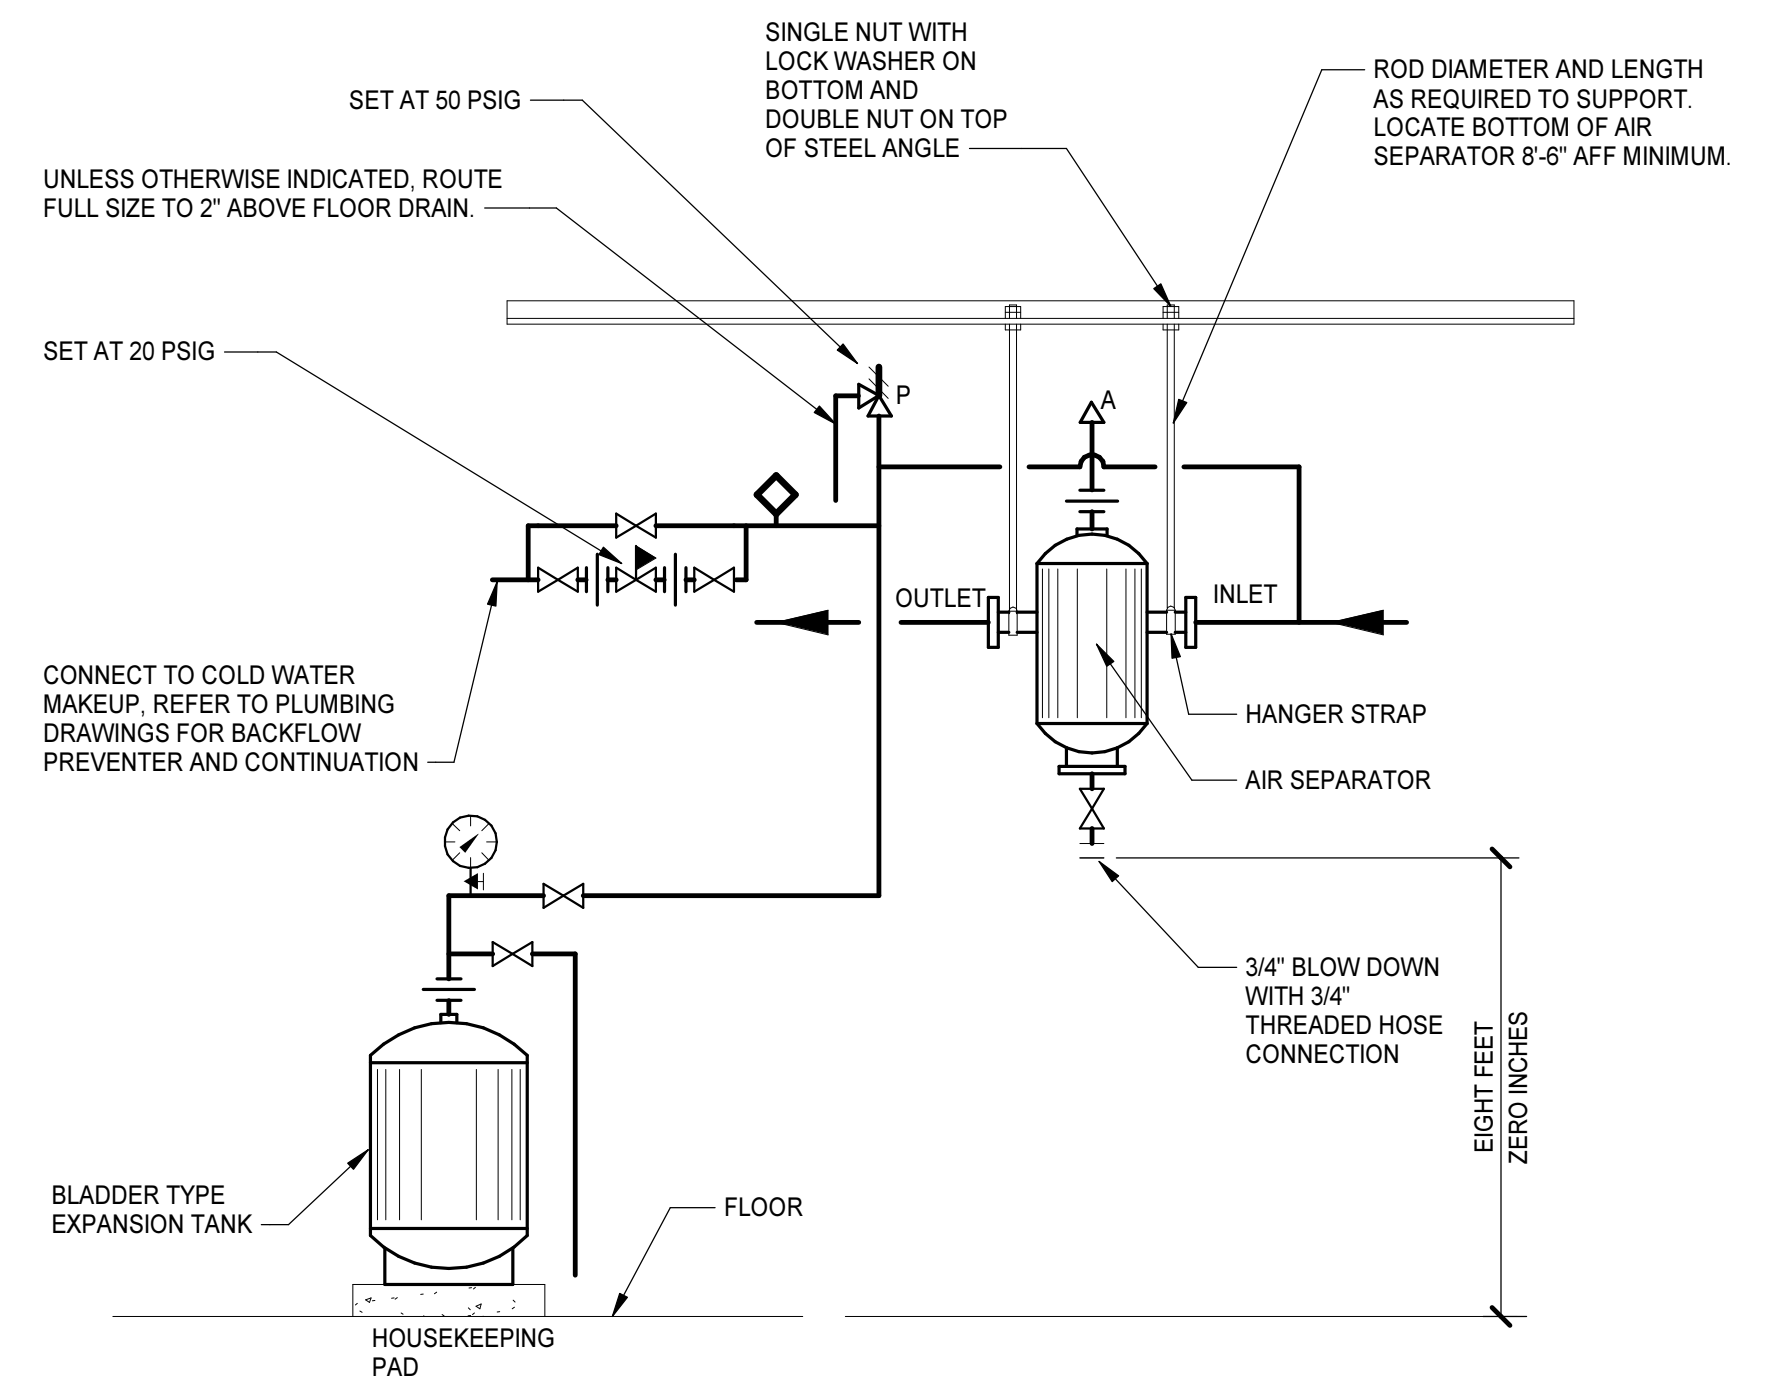 SINGLE NUT WITH
LOCK WASHER ON
BOTTOM AND
DOUBLE NUT ON TOP
OF STEEL ANGLE
ROD DIAMETER AND LENGTH
AS REQUIRED TO SUPPORT.
LOCATE BOTTOM OF AIR
SEPARATOR 8'-6" AFF MINIMUM.
SET AT 50 PSIG
UNLESS OTHERWISE INDICATED, ROUTE
FULL SIZE TO 2" ABOVE FLOOR DRAIN.
SET AT 20 PSIG
P
A
OUTLET
INLET
CONNECT TO COLD WATER
MAKEUP, REFER TO PLUMBING
DRAWINGS FOR BACKFLOW
PREVENTER AND CONTINUATION
HANGER STRAP
AIR SEPARATOR
3/4" BLOW DOWN
WITH 3/4"
THREADED HOSE
CONNECTION
EIGHT FEET
ZERO INCHES
BLADDER TYPE
EXPANSION TANK
FLOOR
HOUSEKEEPING
PAD